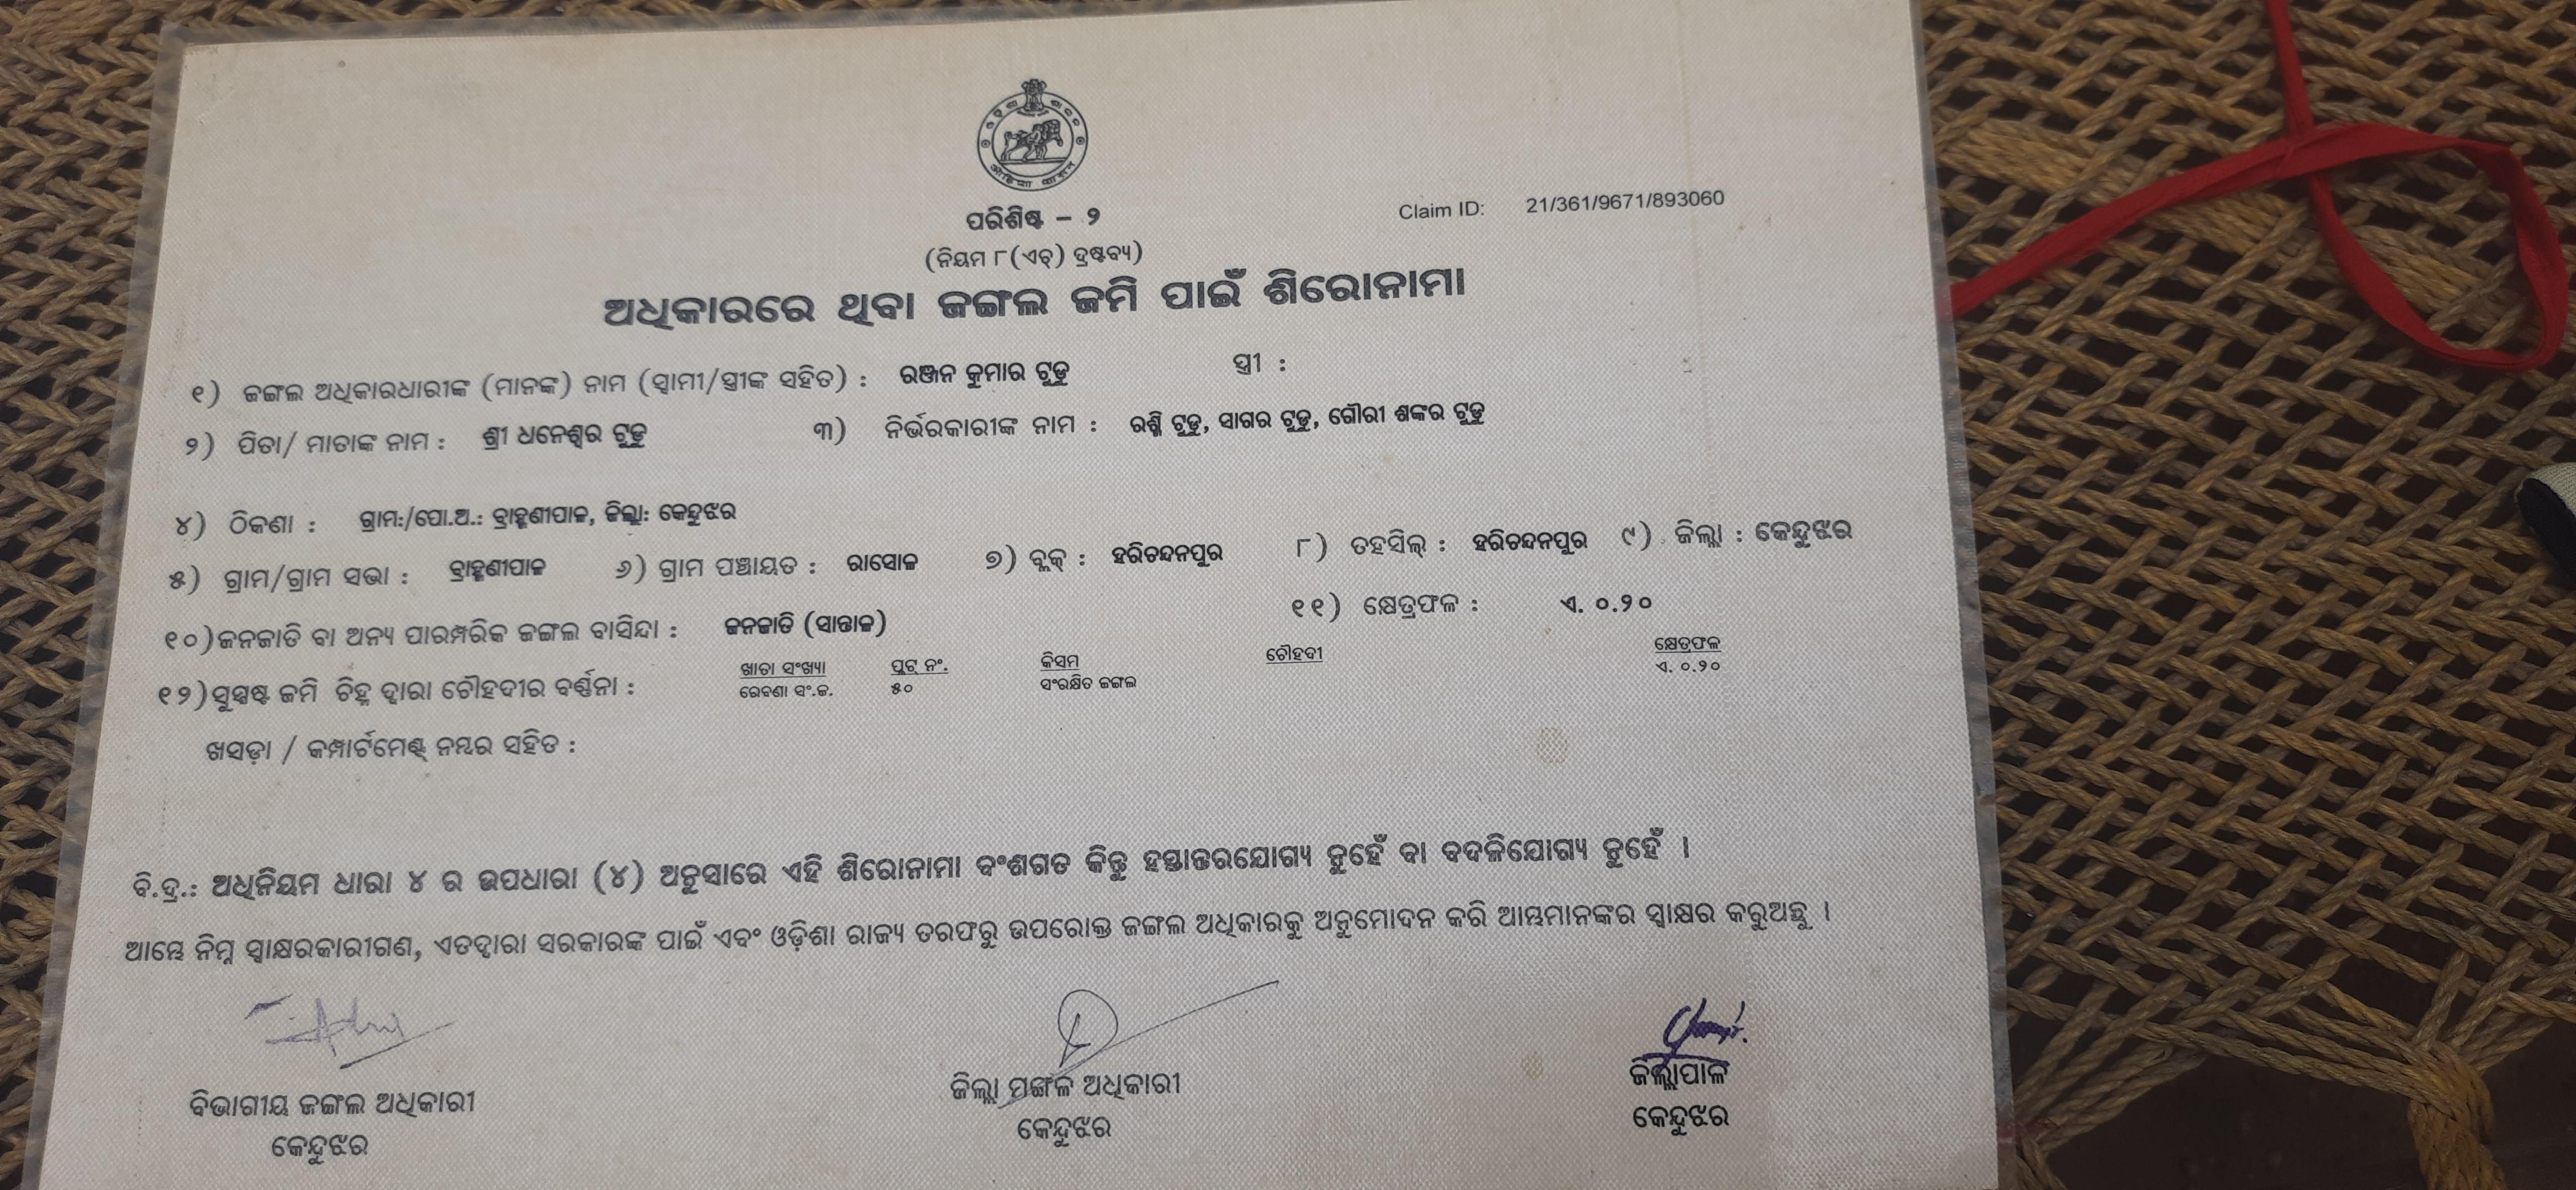 ପରିଶିଷ୍ଟ – ୨
Claim ID: 21/361/9671/893060
(ନିୟମ ୮(ଏଚ୍) ଦ୍ରଷ୍ଟବ୍ୟ)
ଅଧିକାରରେ ଥିବା ଜଙ୍ଗଲ ଜମି ପାଇଁ ଶିରୋନାମା
୧) ଜଙ୍ଗଲ ଅଧିକାରଧାରୀଙ୍କ (ମାନଙ୍କ) ନାମ (ସ୍ବାମୀ/ସ୍ତ୍ରୀଙ୍କ ସହିତ) : ରଞ୍ଜନ କୁମାର ଟୁଡୁ ସ୍ତ୍ରୀ :
୨) ପିତା/ ମାତାଙ୍କ ନାମ : ଶ୍ରୀ ଧନେଶ୍ବର ଟୁଡୁ ୩) ନିର୍ଭରକାରୀଙ୍କ ନାମ : ରଶ୍ମି ଟୁଡୁ, ସାଗର ଟୁଡୁ, ଗୌରୀ ଶଙ୍କର ଟୁଡୁ
୪) ଠିକଣା : ଗ୍ରାମ:/ପୋ.ଅ.: ବ୍ରାହ୍ମଣୀପାଳ, ଜିଲ୍ଲା: କେନ୍ଦୁଝର
୫) ଗ୍ରାମ/ଗ୍ରାମ ସଭା : ବ୍ରାହ୍ମଣୀପାଳ ୬) ଗ୍ରାମ ପଞ୍ଚାୟତ : ରାସୋଳ ୭) ବ୍ଲକ୍ : ହରିଚନ୍ଦନପୁର ୮) ତହସିଲ୍ : ହରିଚନ୍ଦନପୁର ୯) ଜିଲ୍ଲା : କେନ୍ଦୁଝର
୧୦)ଜନଜାତି ବା ଅନ୍ୟ ପାରମ୍ପରିକ ଜଙ୍ଗଲ ବାସିନ୍ଦା : ଜନଜାତି (ସାନ୍ତାଳ) ୧୧) କ୍ଷେତ୍ରଫଳ : ଏ. ୦.୨୦
ଖାତା ସଂଖ୍ୟା ପ୍ଲଟ୍ ନଂ. କିସମ ଚୌହଦୀ କ୍ଷେତ୍ରଫଳ
୧୨)ସୁସ୍ପଷ୍ଟ ଜମି ଚିହ୍ନ ଦ୍ବାରା ଚୌହଦୀର ବର୍ଣ୍ଣନା : ରେବଣା ସଂ.ଜ. ୫୦ ସଂରକ୍ଷିତ ଜଙ୍ଗଲ ଏ. ୦.୨୦
ଖସଡ଼ା / କମ୍ପାର୍ଟମେଣ୍ଟ୍ ନମ୍ବର ସହିତ :
ବି.ଦ୍ର.: ଅଧିନିୟମ ଧାରା ୪ ର ଉପଧାରା (୪) ଅନୁସାରେ ଏହି ଶିରୋନାମା ବଂଶଗତ କିନ୍ତୁ ହସ୍ତାନ୍ତରଯୋଗ୍ୟ ନୁହେଁ ବା ବଦଳିଯୋଗ୍ୟ ନୁହେଁ ।
ଆମ୍ଭେ ନିମ୍ନ ସ୍ବାକ୍ଷରକାରୀଗଣ, ଏତଦ୍ବାରା ସରକାରଙ୍କ ପାଇଁ ଏବଂ ଓଡ଼ିଶା ରାଜ୍ୟ ତରଫରୁ ଉପରୋକ୍ତ ଜଙ୍ଗଲ ଅଧିକାରକୁ ଅନୁମୋଦନ କରି ଆମ୍ଭମାନଙ୍କର ସ୍ବାକ୍ଷର କରୁଅଛୁ ।
ବିଭାଗୀୟ ଜଙ୍ଗଲ ଅଧିକାରୀ ଜିଲ୍ଲା ମଙ୍ଗଳ ଅଧିକାରୀ ଜିଲ୍ଲାପାଳ
କେନ୍ଦୁଝର କେନ୍ଦୁଝର କେନ୍ଦୁଝର